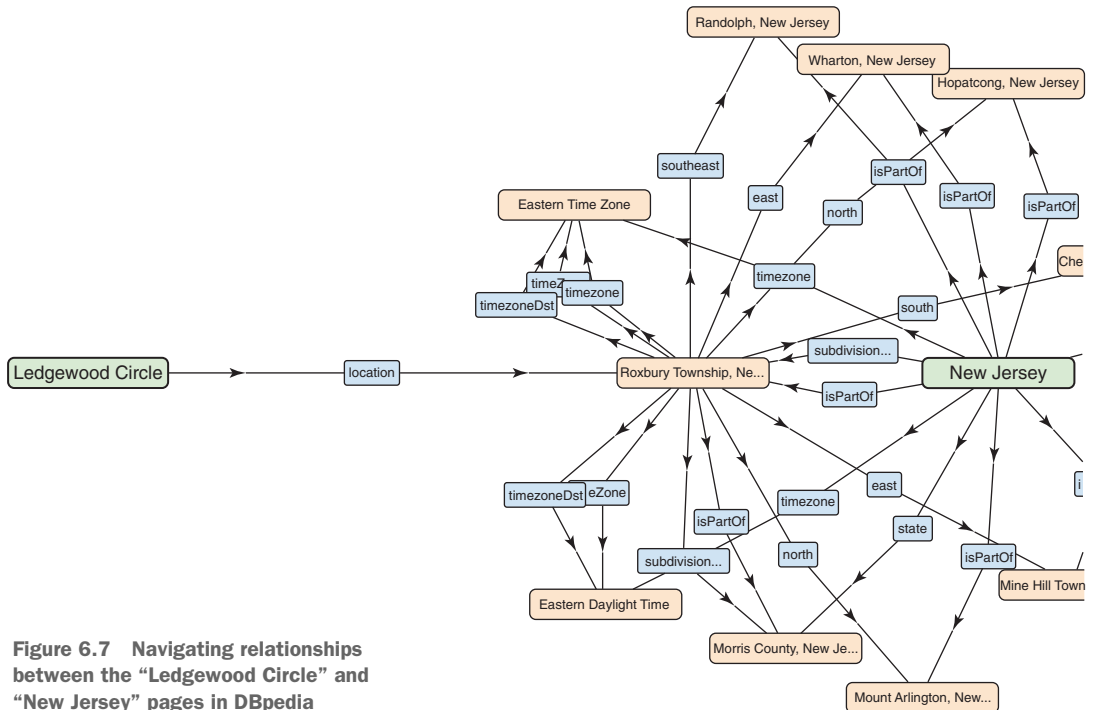 Randolph, New Jersey
Wharton, New Jersey
Hopatcong, New Jersey
southeast
isPartOf
east
isPartOf
Eastern Time Zone
north
isPartOf
Che
timezone
timeZ
timezone
timezoneDst
south
subdivision...
Ledgewood Circle
location
Roxbury Township, Ne...
New Jersey
isPartOf
timezoneDst
eZone
east
i
timezone
isPartOf
state
subdivision...
north
isPartOf
Mine Hill Town
Eastern Daylight Time
Morris County, New Je...
Mount Arlington, New...
Figure 6.7 Navigating relationships
between the “Ledgewood Circle” and
“New Jersey” pages in DBpedia